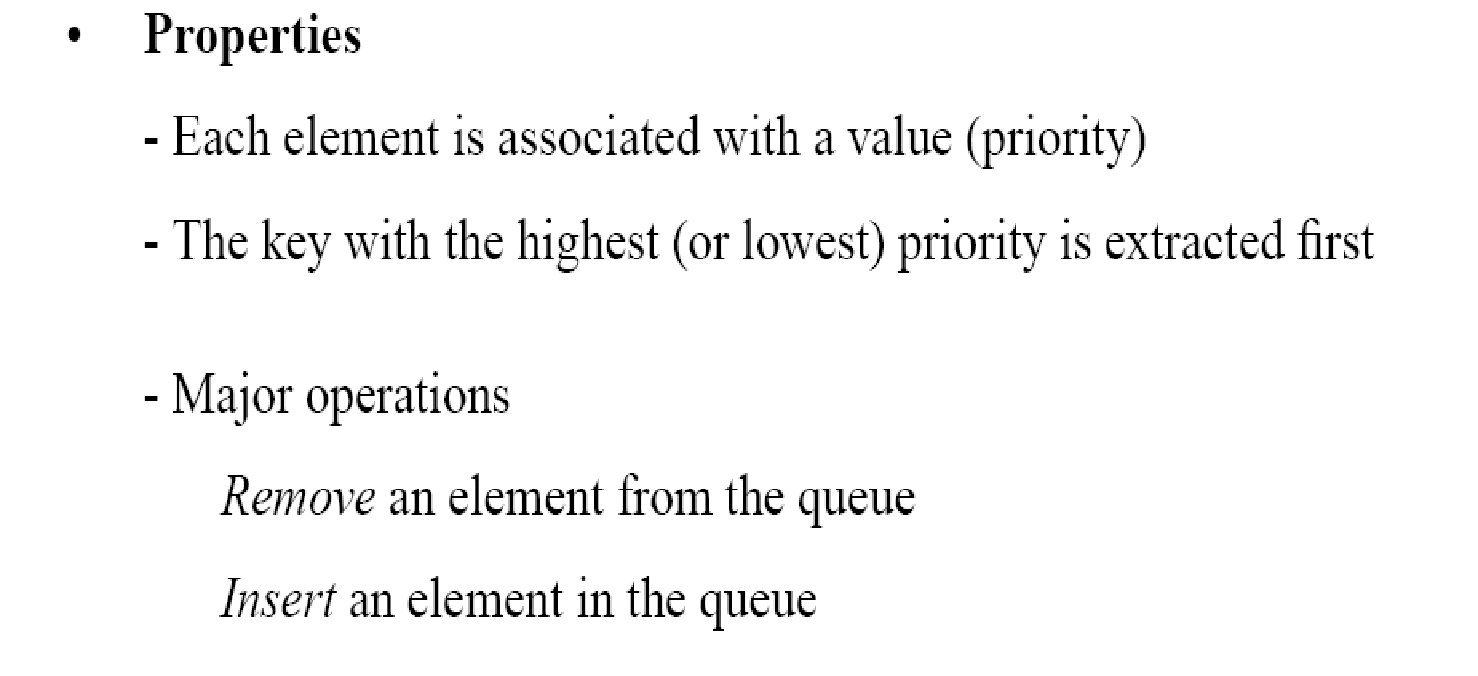 • Properties
- Each element is associated with a value (priority)
- The key with the highest (or lowest) priority is extracted first
- Major operations
Remove an element from the queue
Insert an element in the queue